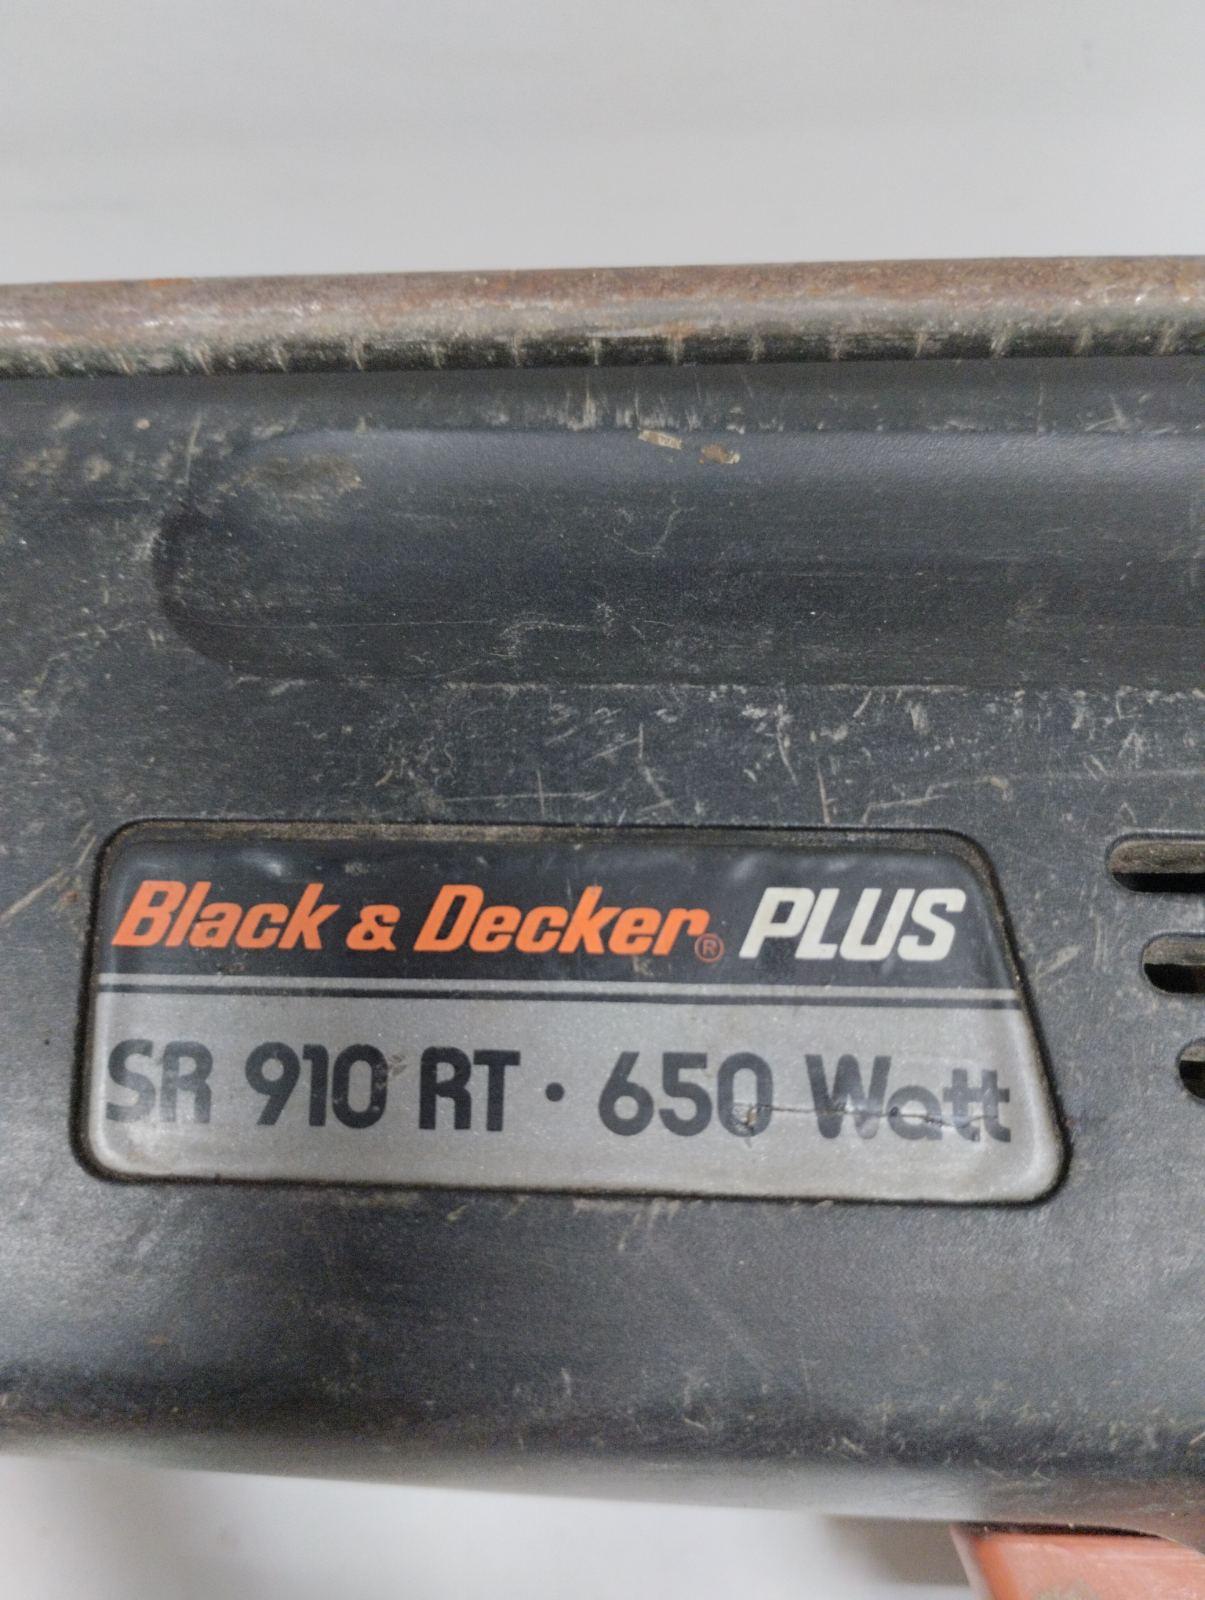 Black & Decker® PLUS
SR 910 RT · 650 Watt